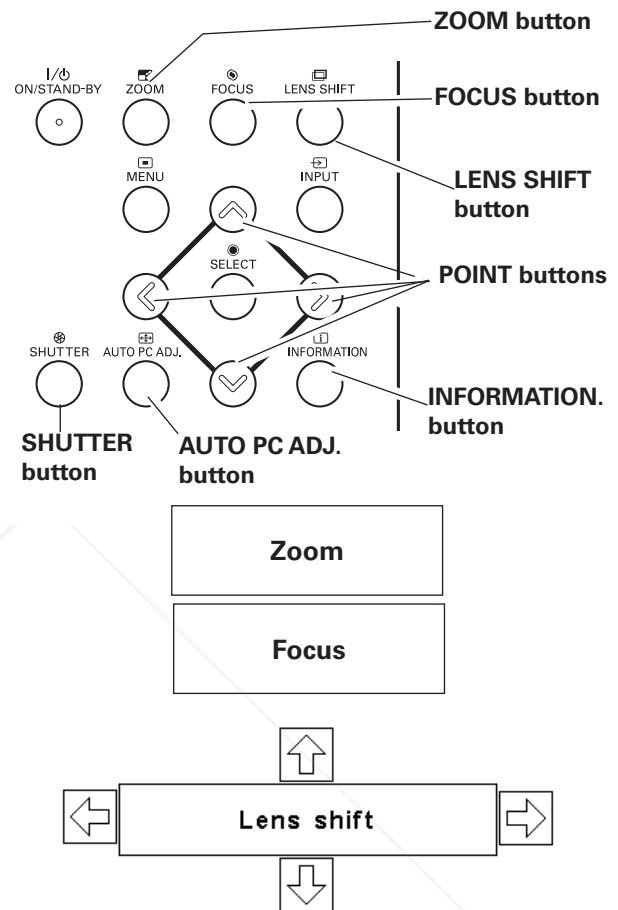 ZOOM button
I/⏻
ON/STAND-BY ZOOM FOCUS LENS SHIFT
FOCUS button
MENU INPUT
LENS SHIFT
button
SELECT
POINT buttons
SHUTTER AUTO PC ADJ. INFORMATION
i
INFORMATION.
button
SHUTTER
button
AUTO PC ADJ.
button
Zoom
Focus
Lens shift